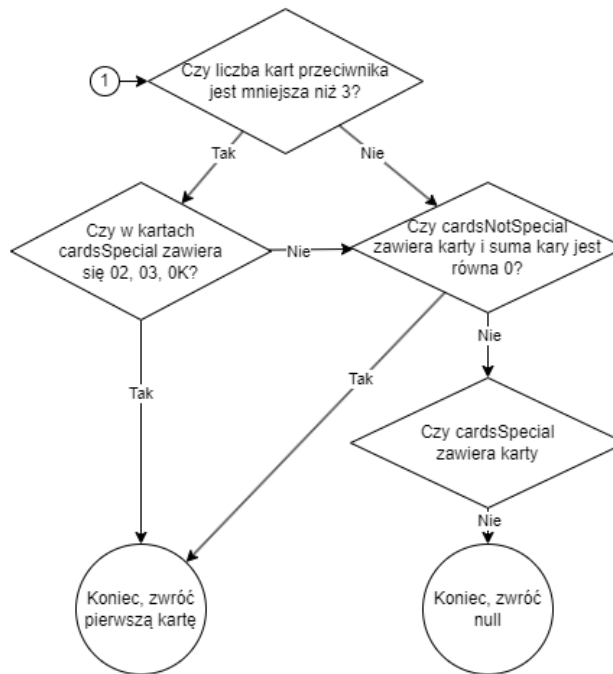 Czy liczba kart przeciwnika
jest mniejsza niż 3?
1
Tak
Nie
Czy w kartach
cardsSpecial zawiera
się 02, 03, 0K?
Nie
Czy cardsNotSpecial
zawiera karty i suma kary jest
równa 0?
Nie
Tak
Tak
Czy cardsSpecial
zawiera karty
Nie
Koniec, zwróć
pierwszą kartę
Koniec, zwróć
null